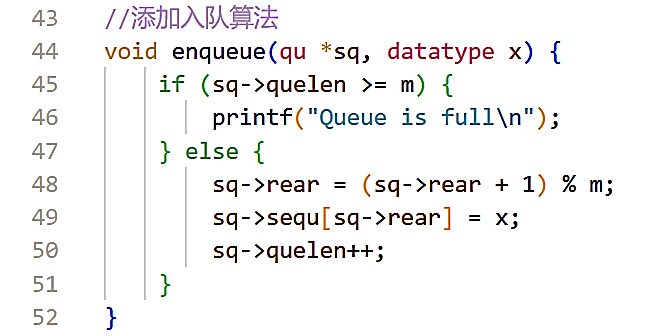 43 //添加入队算法
44 void enqueue(qu *sq, datatype x) {
45     if (sq->quelen >= m) {
46         printf("Queue is full\n");
47     } else {
48         sq->rear = (sq->rear + 1) % m;
49         sq->sequ[sq->rear] = x;
50         sq->quelen++;
51     }
52 }